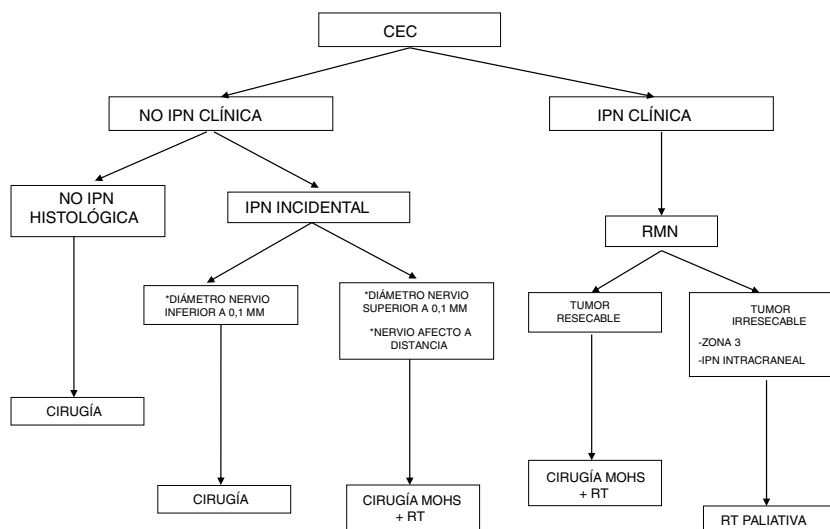 CEC
NO IPN CLÍNICA
IPN CLÍNICA
NO IPN
HISTOLÓGICA
IPN INCIDENTAL
RMN
*DIÁMETRO NERVIO
INFERIOR A 0,1 MM
*DIÁMETRO NERVIO
SUPERIOR A 0,1 MM
*NERVIO AFECTO A
DISTANCIA
TUMOR
RESECABLE
TUMOR
IRRESECABLE
-ZONA 3
-IPN INTRACRANEAL
CIRUGÍA
CIRUGÍA
CIRUGÍA MOHS
+ RT
CIRUGÍA MOHS
+ RT
RT PALIATIVA